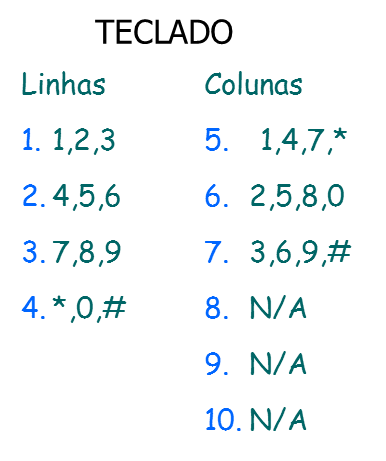 TECLADO
Linhas
1. 1,2,3
2. 4,5,6
3. 7,8,9
4. *,0,#
Colunas
5. 1,4,7,*
6. 2,5,8,0
7. 3,6,9,#
8. N/A
9. N/A
10. N/A